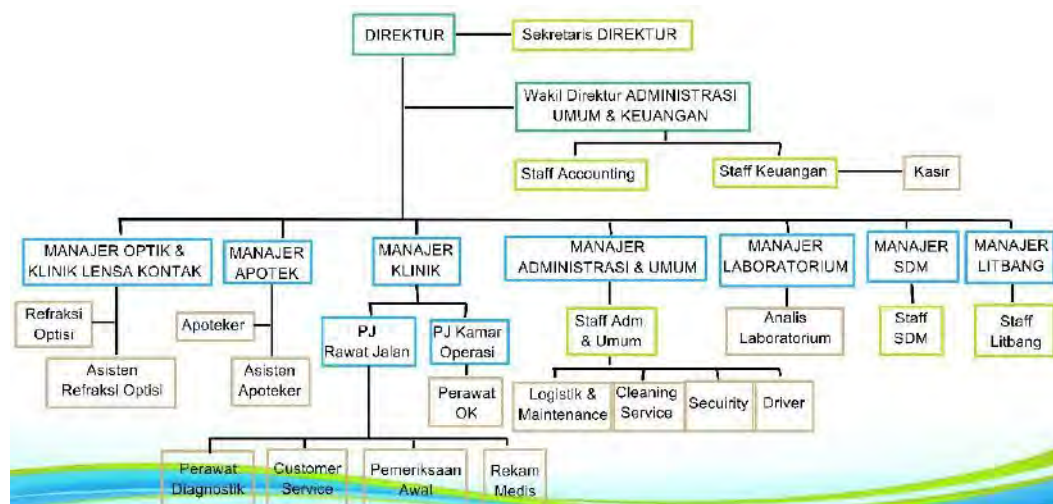 DIREKTUR
Sekretaris DIREKTUR
Wakil Direktur ADMINISTRASI
UMUM & KEUANGAN
Staff Accounting
Staff Keuangan
Kasir
MANAJER OPTIK &
KLINIK LENSA KONTAK
MANAJER
APOTEK
MANAJER
KLINIK
MANAJER
ADMINISTRASI & UMUM
MANAJER
LABORATORIUM
MANAJER
SDM
MANAJER
LITBANG
Refraksi
Optisi
Asisten
Refraksi Optisi
Apoteker
Asisten
Apoteker
PJ
Rawat Jalan
PJ Kamar
Operasi
Perawat
OK
Staff Adm
& Umum
Analis
Laboratorium
Staff
SDM
Staff
Litbang
Logistik &
Maintenance
Cleaning
Service
Secuirity
Driver
Perawat
Diagnostik
Customer
Service
Pemeriksaan
Awal
Rekam
Medis